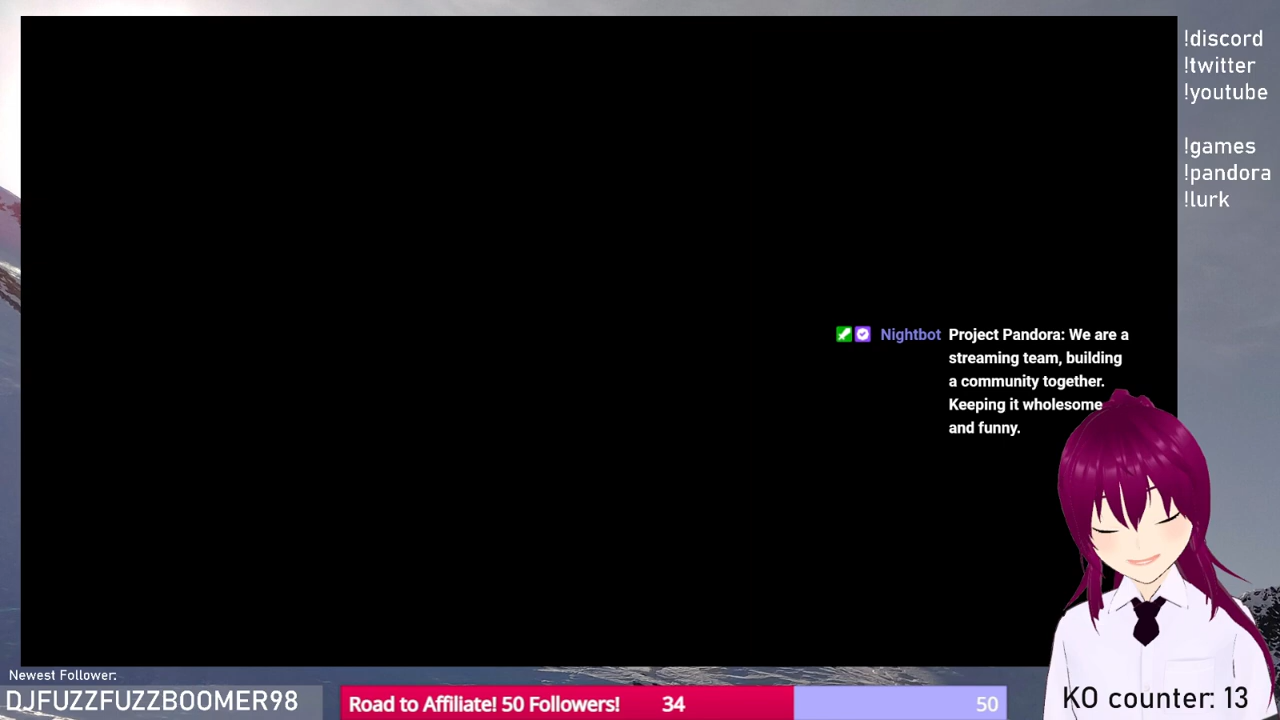 !discord
!twitter
!youtube
!games
!pandora
!lurk
Nightbot Project Pandora: We are a
streaming team, building
a community together.
Keeping it wholesome
and funny.
Newest Follower:
DJFUZZFUZZBOOMER98
Road to Affiliate! 50 Followers! 34 50
KO counter: 13